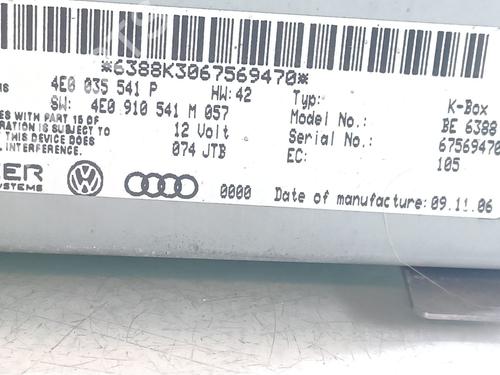 *6388K3067569470*
4E0 035 541 P HW:42 Typ: K-Box
SW: 4E0 910 541 M 057 Model No.: BE 6388
ES WITH PART 15 OF 12 Volt Serial No.: 67569470
RATION IS SUBJECT TO 074 JTB EC: 105
THIS DEVICE DOES
0000 Date of manufacture: 09.11.06